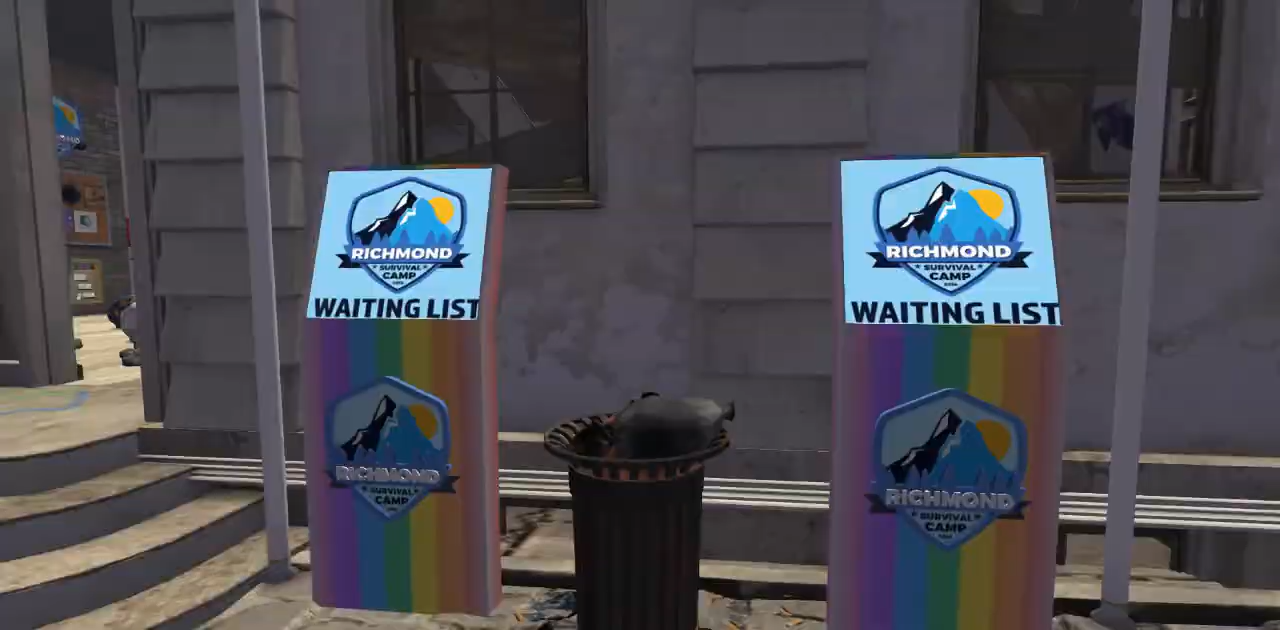 RICHMOND
SURVIVAL
CAMP
WAITING LIST
RICHMOND
SURVIVAL
CAMP
RICHMOND
SURVIVAL
CAMP
WAITING LIST
RICHMOND
SURVIVAL
CAMP